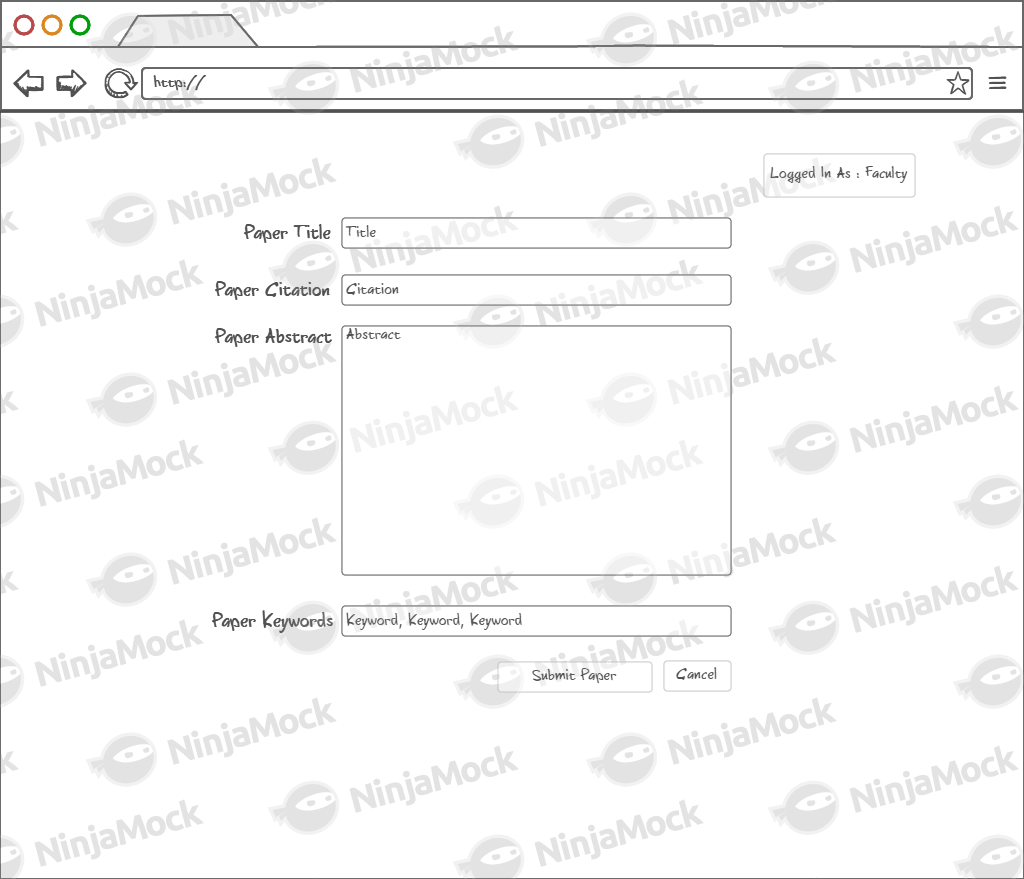 http://
Logged In As : Faculty
Paper Title
Title
Paper Citation
Citation
Paper Abstract
Abstract
Paper Keywords
Keyword, Keyword, Keyword
Submit Paper
Cancel
NinjaMock